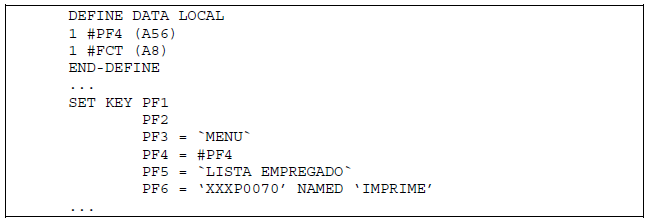 DEFINE DATA LOCAL
1 #PF4 (A56)
1 #FCT (A8)
END-DEFINE
...
SET KEY PF1
PF2
PF3 = `MENU`
PF4 = #PF4
PF5 = `LISTA EMPREGADO`
PF6 = ‘XXXP0070’ NAMED ‘IMPRIME’
...